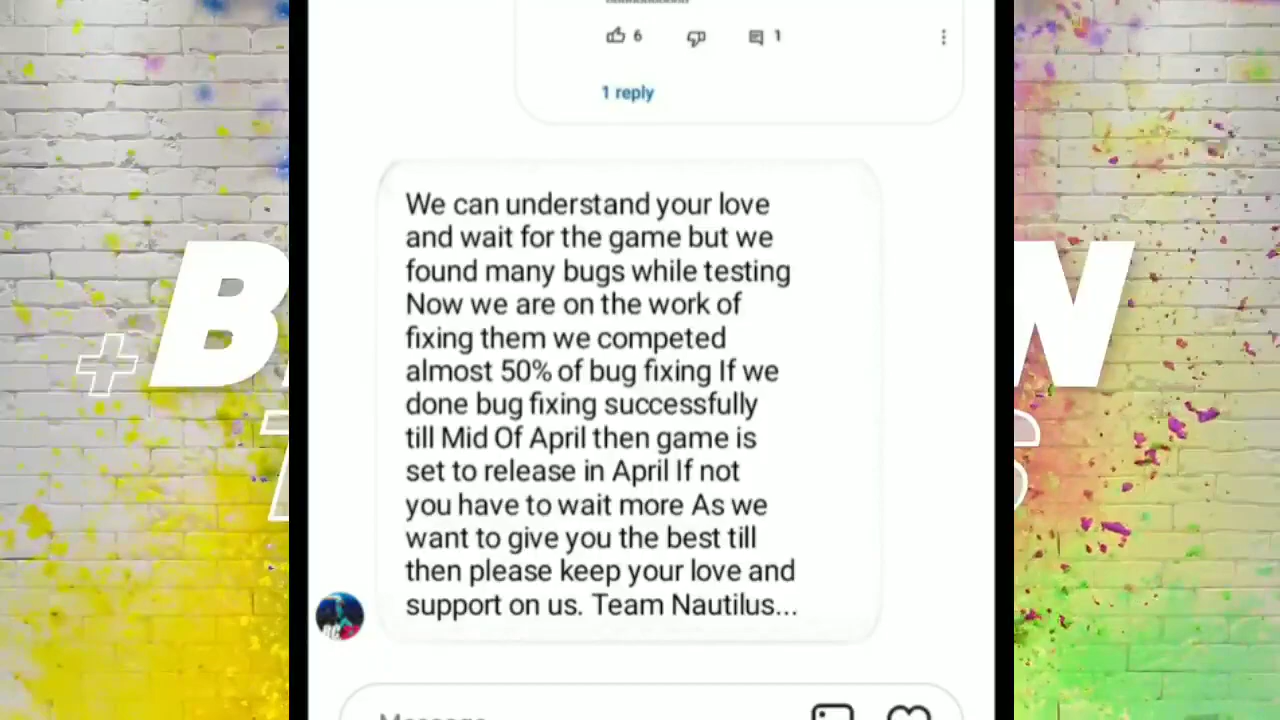 6
1
1 reply
We can understand your love
and wait for the game but we
found many bugs while testing
Now we are on the work of
fixing them we competed
almost 50% of bug fixing If we
done bug fixing successfully
till Mid Of April then game is
set to release in April If not
you have to wait more As we
want to give you the best till
then please keep your love and
support on us. Team Nautilus...
Message